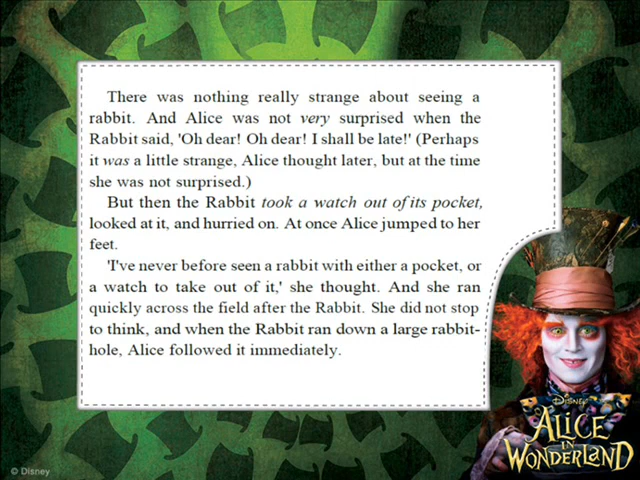 There was nothing really strange about seeing a
rabbit. And Alice was not very surprised when the
Rabbit said, 'Oh dear! Oh dear! I shall be late!' (Perhaps
it was a little strange, Alice thought later, but at the time
she was not surprised.)
But then the Rabbit took a watch out of its pocket,
looked at it, and hurried on. At once Alice jumped to her
feet.
'I've never before seen a rabbit with either a pocket, or
a watch to take out of it,' she thought. And she ran
quickly across the field after the Rabbit. She did not stop
to think, and when the Rabbit ran down a large rabbit-
hole, Alice followed it immediately.
Disney
ALICE
IN
WONDERLAND
© Disney